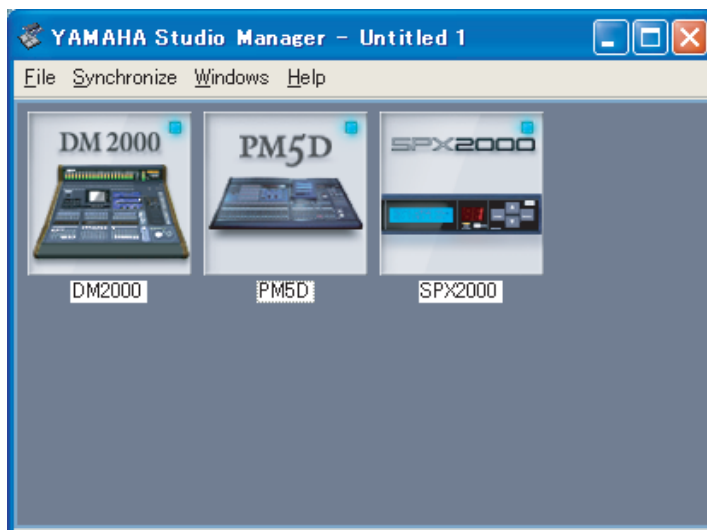 YAMAHA Studio Manager - Untitled 1
File Synchronize Windows Help
DM 2000 PM5D SPX2000
DM2000 PM5D SPX2000